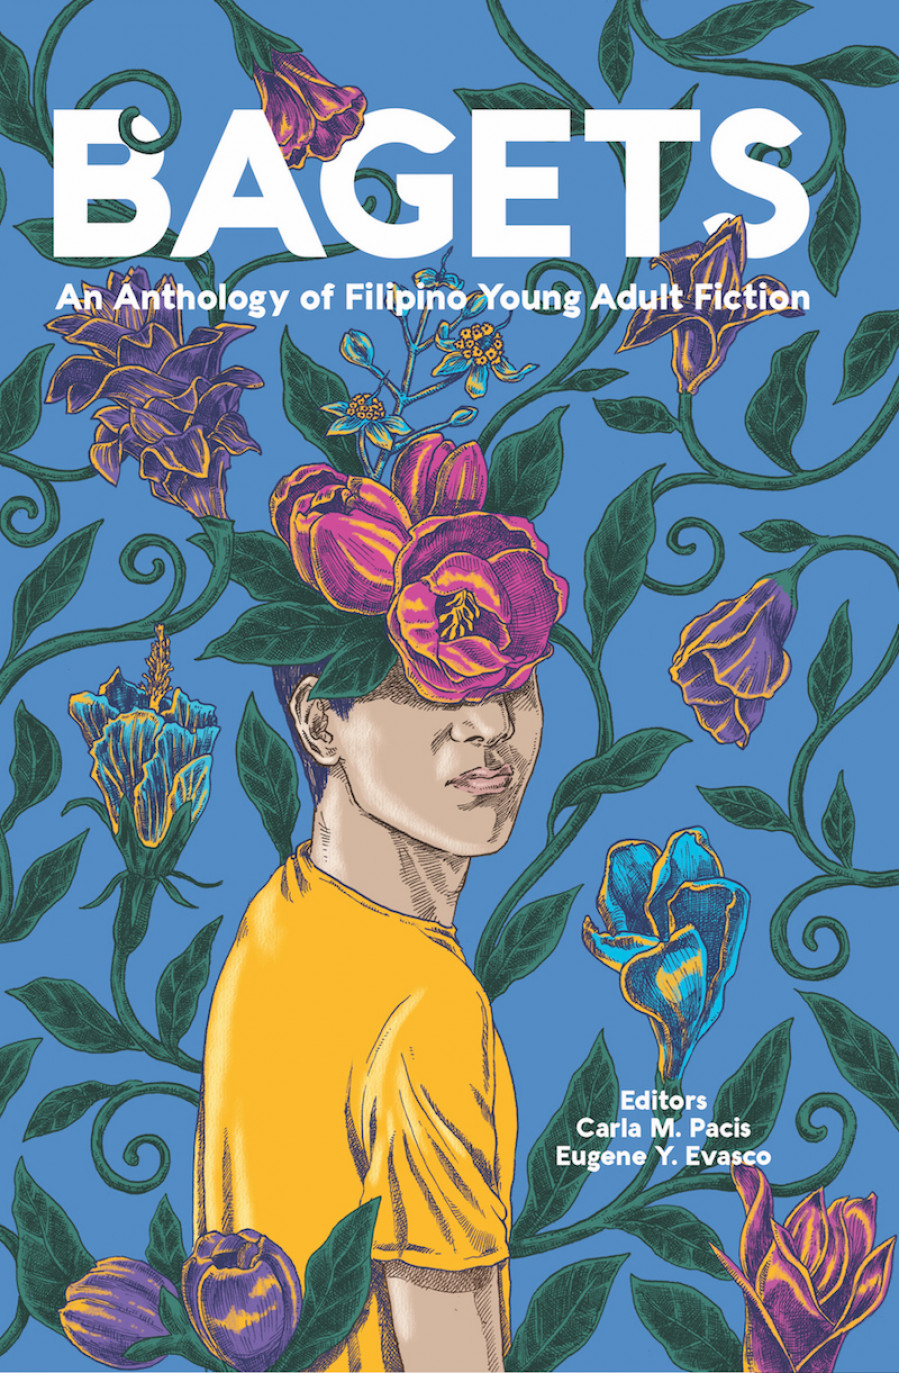 BAGETS
An Anthology of Filipino Young Adult Fiction
Editors
Carla M. Pacis
Eugene Y. Evasco